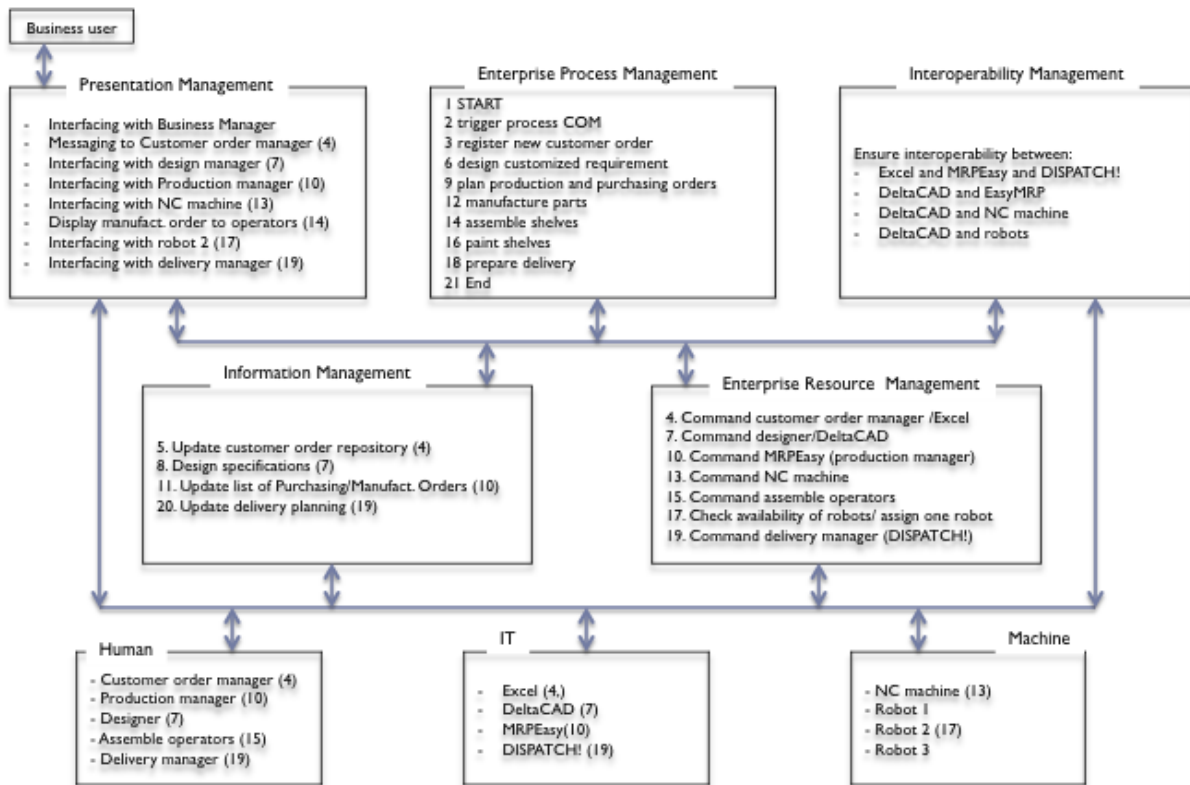 Business user
Presentation Management
- Interfacing with Business Manager
- Messaging to Customer order manager (4)
- Interfacing with design manager (7)
- Interfacing with Production manager (10)
- Interfacing with NC machine (13)
- Display manufact. order to operators (14)
- Interfacing with robot 2 (17)
- Interfacing with delivery manager (19)
Enterprise Process Management
1 START
2 trigger process COM
3 register new customer order
6 design customized requirement
9 plan production and purchasing orders
12 manufacture parts
14 assemble shelves
16 paint shelves
18 prepare delivery
21 End
Interoperability Management
Ensure interoperability between:
- Excel and MRPEasy and DISPATCH!
- DeltaCAD and EasyMRP
- DeltaCAD and NC machine
- DeltaCAD and robots
Information Management
5. Update customer order repository (4)
8. Design specifications (7)
11. Update list of Purchasing/Manufact. Orders (10)
20. Update delivery planning (19)
Enterprise Resource Management
4. Command customer order manager /Excel
7. Command designer/DeltaCAD
10. Command MRPEasy (production manager)
13. Command NC machine
15. Command assemble operators
17. Check availability of robots/ assign one robot
19. Command delivery manager (DISPATCH!)
Human
- Customer order manager (4)
- Production manager (10)
- Designer (7)
- Assemble operators (15)
- Delivery manager (19)
IT
- Excel (4,)
- DeltaCAD (7)
- MRPEasy(10)
- DISPATCH! (19)
Machine
- NC machine (13)
- Robot 1
- Robot 2 (17)
- Robot 3